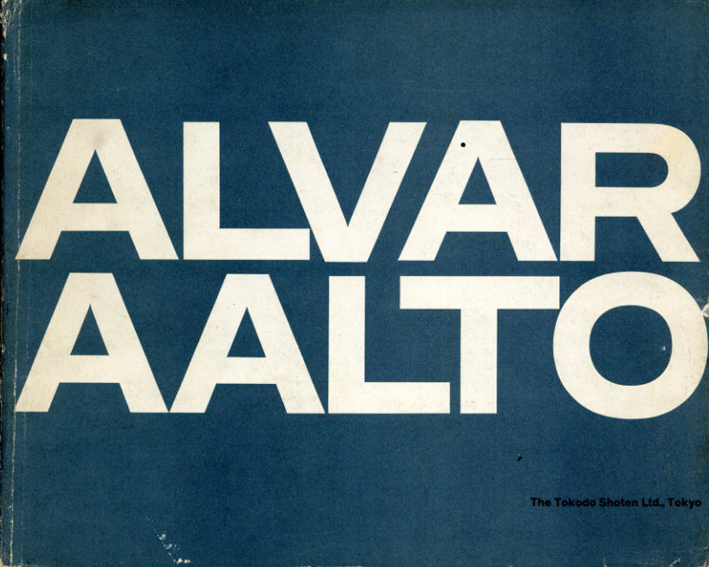 ALVAR
AALTO
The Tokodo Shoten Ltd., Tokyo